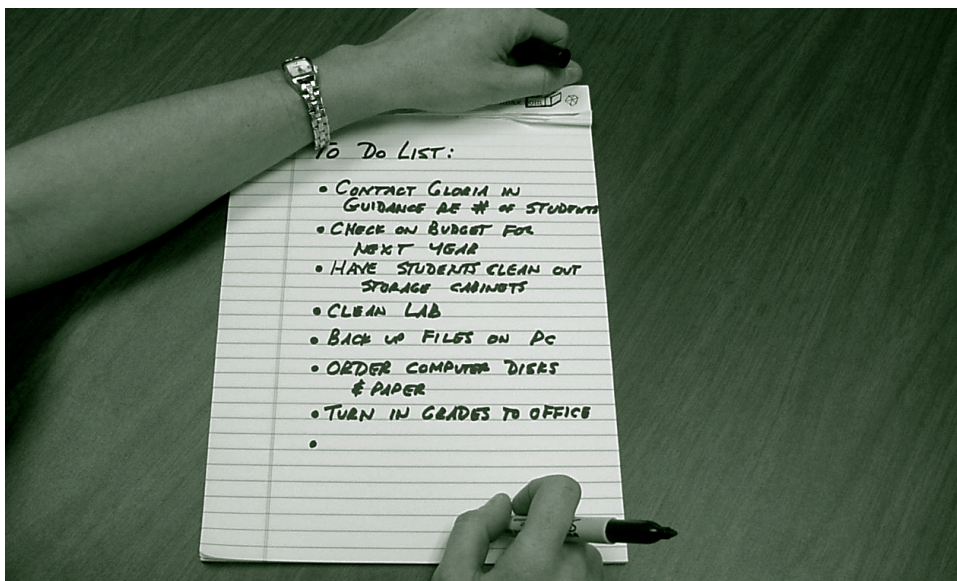 TO DO LIST:
• CONTACT GLORIA IN
GUIDANCE RE # OF STUDENTS
• CHECK ON BUDGET FOR
NEXT YEAR
• HAVE STUDENTS CLEAN OUT
STORAGE CABINETS
• CLEAN LAB
• BACK UP FILES ON PC
• ORDER COMPUTER DISKS
& PAPER
• TURN IN GRADES TO OFFICE
•